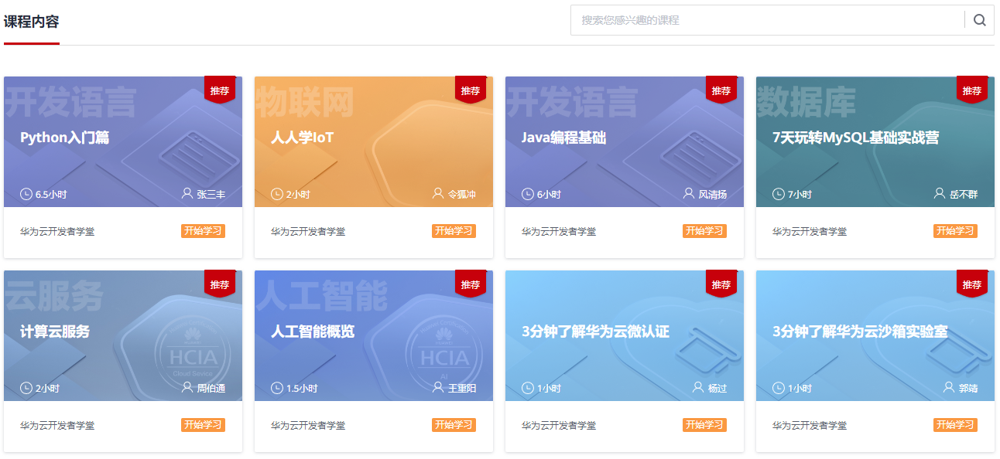 课程内容
搜索您感兴趣的课程
开发语言
推荐
Python入门篇
6.5小时
张三丰
华为云开发者学堂
开始学习
物联网
推荐
人人学IoT
2小时
令狐冲
华为云开发者学堂
开始学习
开发语言
推荐
Java编程基础
6小时
风清扬
华为云开发者学堂
开始学习
数据库
推荐
7天玩转MySQL基础实战营
7小时
岳不群
华为云开发者学堂
开始学习
云服务
推荐
计算云服务
HCIA
Cloud Sevice
2小时
周伯通
华为云开发者学堂
开始学习
人工智能
推荐
人工智能概览
HCIA
AI
1.5小时
王重阳
华为云开发者学堂
开始学习
推荐
3分钟了解华为云微认证
1小时
杨过
华为云开发者学堂
开始学习
推荐
3分钟了解华为云沙箱实验室
1小时
郭靖
华为云开发者学堂
开始学习